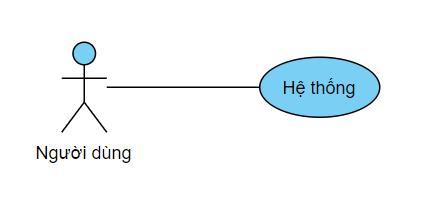 Hệ thống
Người dùng